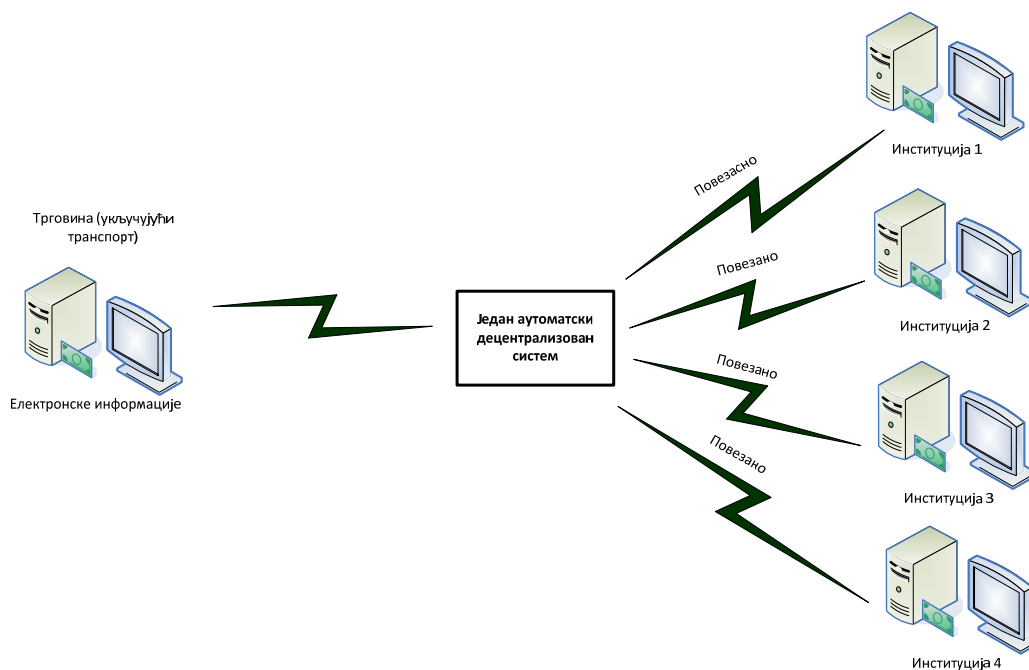 Трговина (укључујући
транспорт)
Електронске информације
Један аутоматски
децентрализован
систем
Повезасно
Институција 1
Повезано
Институција 2
Повезано
Институција 3
Повезано
Институција 4